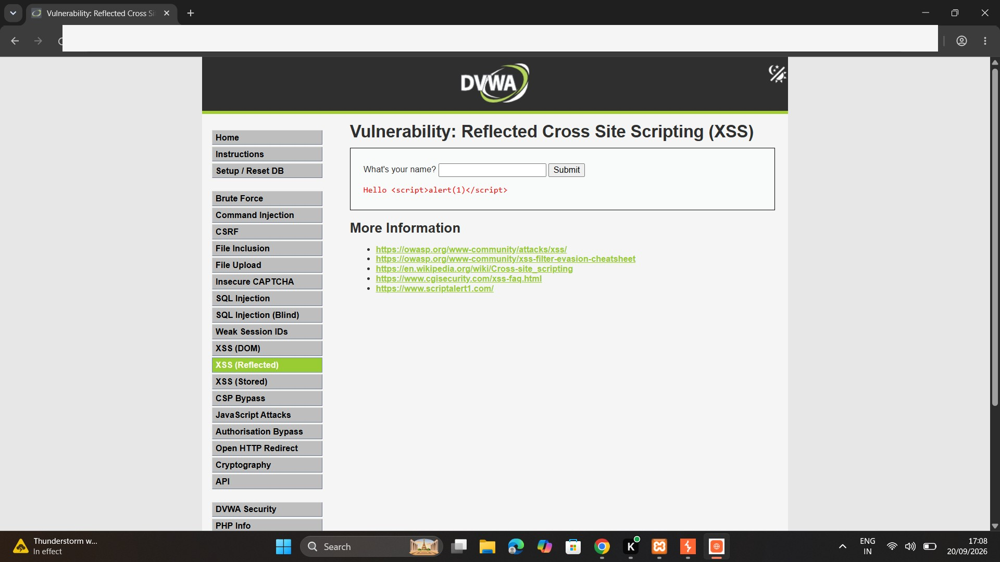 Vulnerability: Reflected Cross Si
DVWA
Home
Instructions
Setup / Reset DB
Brute Force
Command Injection
CSRF
File Inclusion
File Upload
Insecure CAPTCHA
SQL Injection
SQL Injection (Blind)
Weak Session IDs
XSS (DOM)
XSS (Reflected)
XSS (Stored)
CSP Bypass
JavaScript Attacks
Authorisation Bypass
Open HTTP Redirect
Cryptography
API
DVWA Security
PHP Info
Vulnerability: Reflected Cross Site Scripting (XSS)
What's your name? Submit
Hello <script>alert(1)</script>
More Information
https://owasp.org/www-community/attacks/xss/
https://owasp.org/www-community/xss-filter-evasion-cheatsheet
https://en.wikipedia.org/wiki/Cross-site_scripting
https://www.cgisecurity.com/xss-faq.html
https://www.scriptalert1.com/
Thunderstorm w...
In effect
Search
K
ENG
IN
17:08
20/09/2026